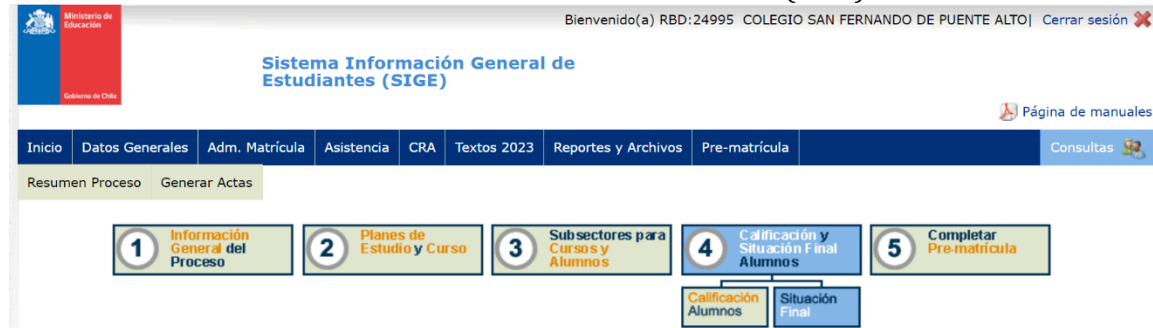 Ministerio de
Educación
Bienvenido(a) RBD:24995 COLEGIO SAN FERNANDO DE PUENTE ALTO| Cerrar sesión
Sistema Información General de
Estudiantes (SIGE)
Gobierno de Chile
Página de manuales
Inicio Datos Generales Adm. Matrícula Asistencia CRA Textos 2023 Reportes y Archivos Pre-matrícula Consultas
Resumen Proceso Generar Actas
1 Información General del Proceso
2 Planes de Estudio y Curso
3 Subsectores para Cursos y Alumnos
4 Calificación y Situación Final Alumnos
5 Completar Pre-matrícula
Calificación Alumnos
Situación Final